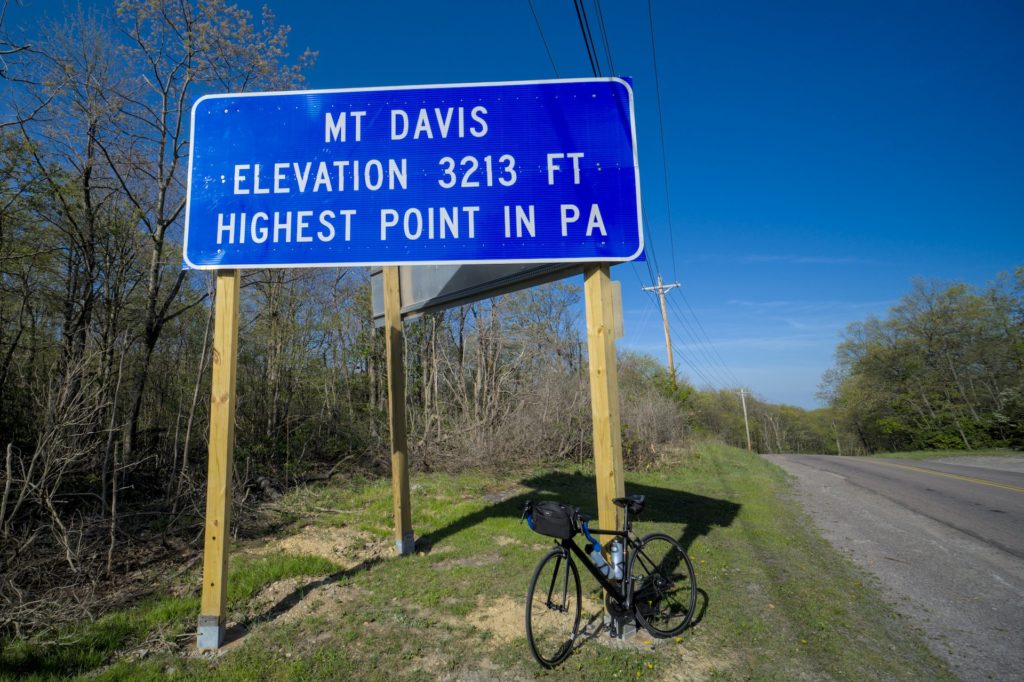 MT DAVIS
ELEVATION 3213 FT
HIGHEST POINT IN PA